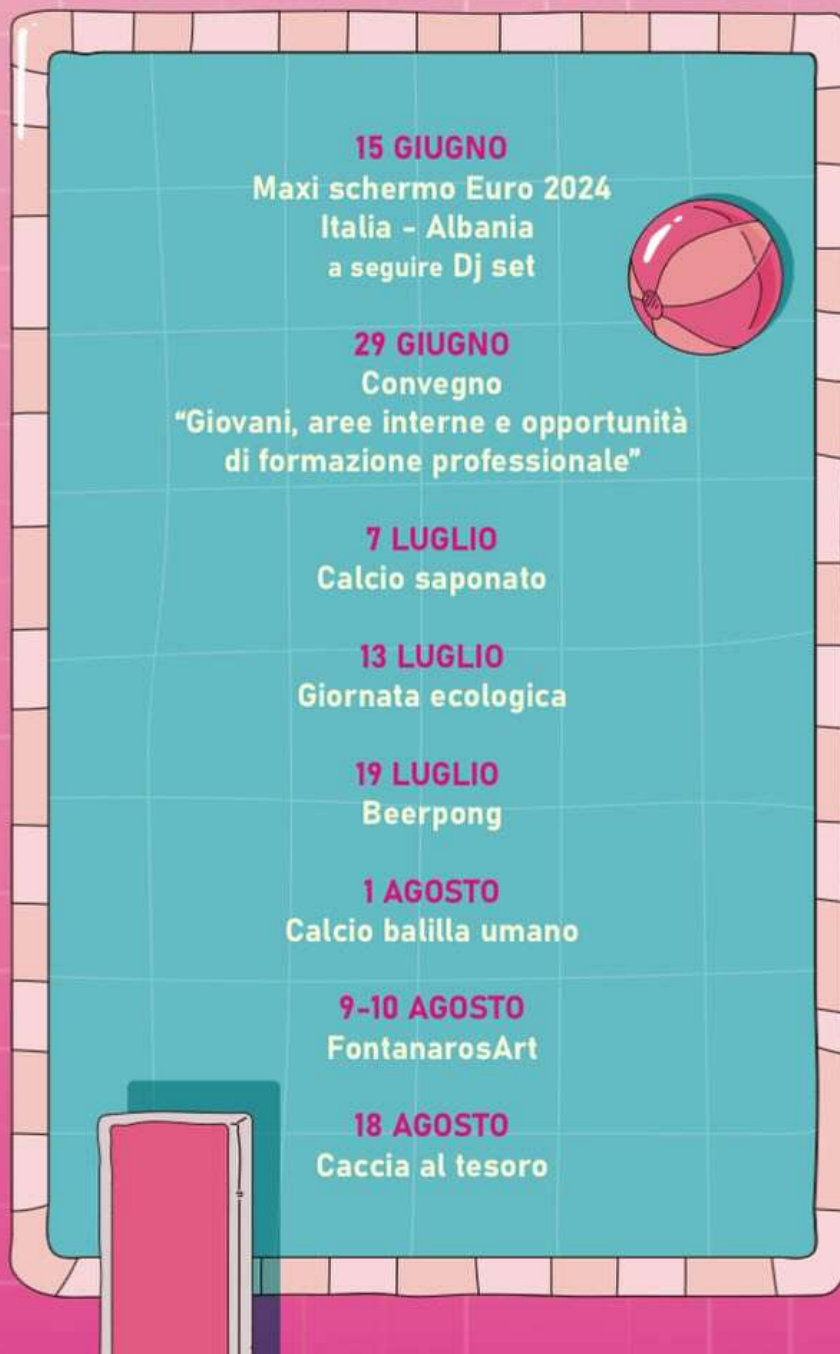 15 GIUGNO
Maxi schermo Euro 2024
Italia - Albania
a seguire Dj set
29 GIUGNO
Convegno
“Giovani, aree interne e opportunità
di formazione professionale”
7 LUGLIO
Calcio saponato
13 LUGLIO
Giornata ecologica
19 LUGLIO
Beerpong
1 AGOSTO
Calcio balilla umano
9-10 AGOSTO
FontanarosArt
18 AGOSTO
Caccia al tesoro